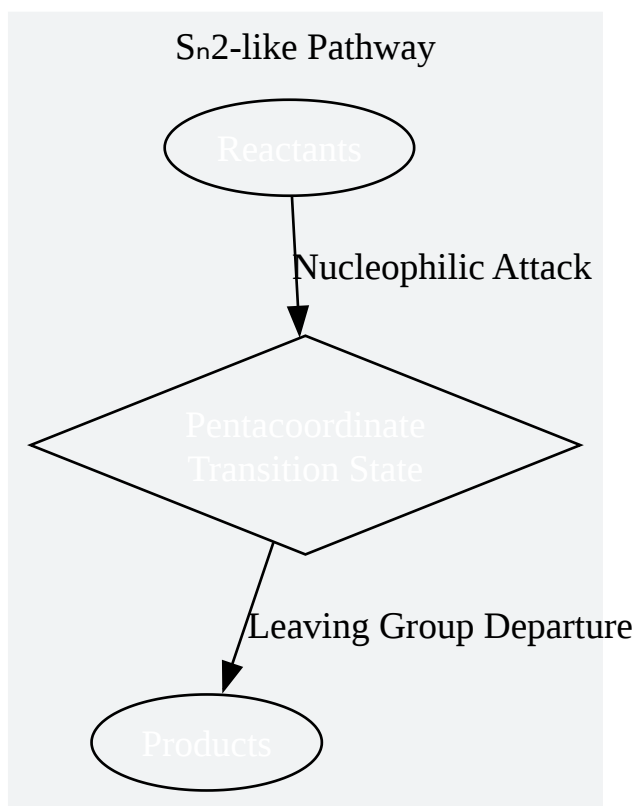 Sₙ2-like Pathway
Reactants
Nucleophilic Attack
Pentacoordinate
Transition State
Leaving Group Departure
Products